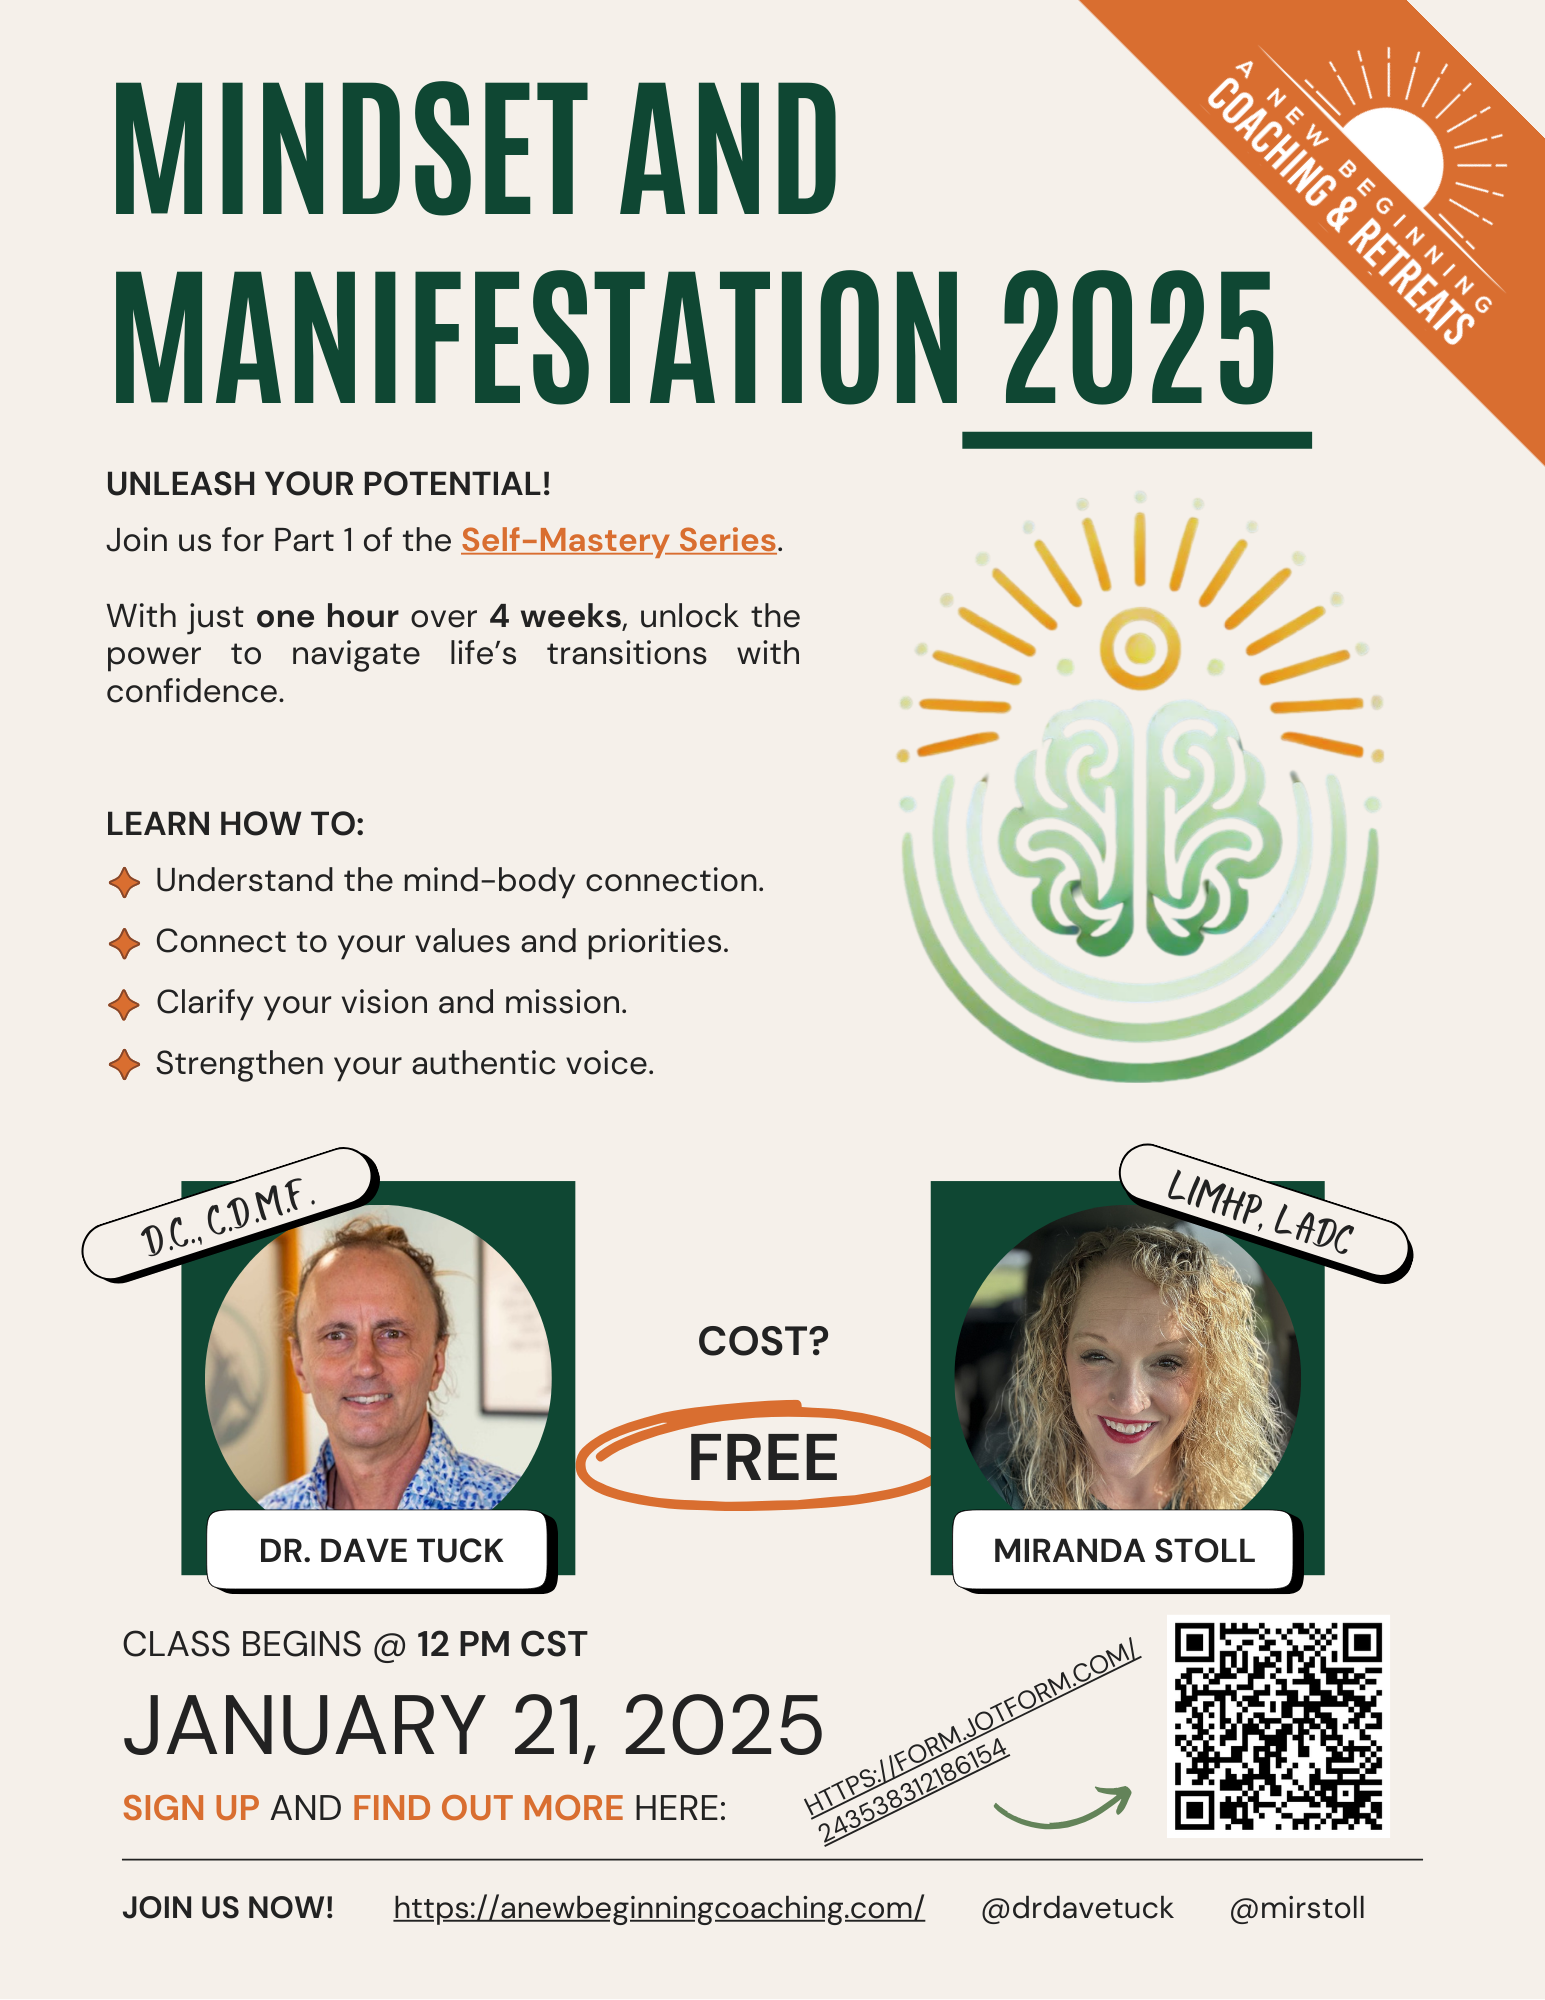 MINDSET AND
MANIFESTATION 2025
A NEW BEGINNING
COACHING & RETREATS
UNLEASH YOUR POTENTIAL!
Join us for Part 1 of the Self-Mastery Series.
With just one hour over 4 weeks, unlock the
power to navigate life's transitions with
confidence.
LEARN HOW TO:
Understand the mind-body connection.
Connect to your values and priorities.
Clarify your vision and mission.
Strengthen your authentic voice.
D.C., C.D.M.F.
LIMHP, LADC
COST?
FREE
DR. DAVE TUCK
MIRANDA STOLL
CLASS BEGINS @ 12 PM CST
JANUARY 21, 2025
SIGN UP AND FIND OUT MORE HERE:
HTTPS://FORM.JOTFORM.COM/
243538312186154
JOIN US NOW! https://anewbeginningcoaching.com/ @drdavetuck @mirstoll